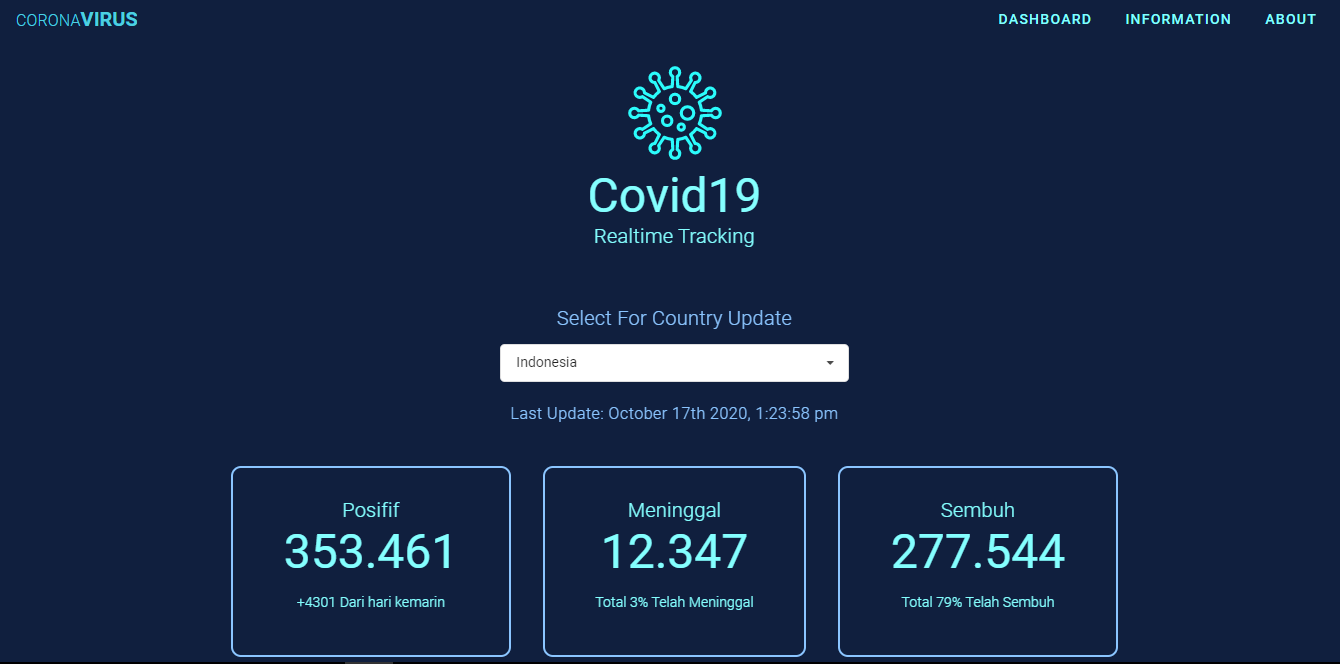 CORONAVIRUS
DASHBOARD INFORMATION ABOUT
Covid19
Realtime Tracking
Select For Country Update
Indonesia
Last Update: October 17th 2020, 1:23:58 pm
Posifif
353.461
+4301 Dari hari kemarin
Meninggal
12.347
Total 3% Telah Meninggal
Sembuh
277.544
Total 79% Telah Sembuh